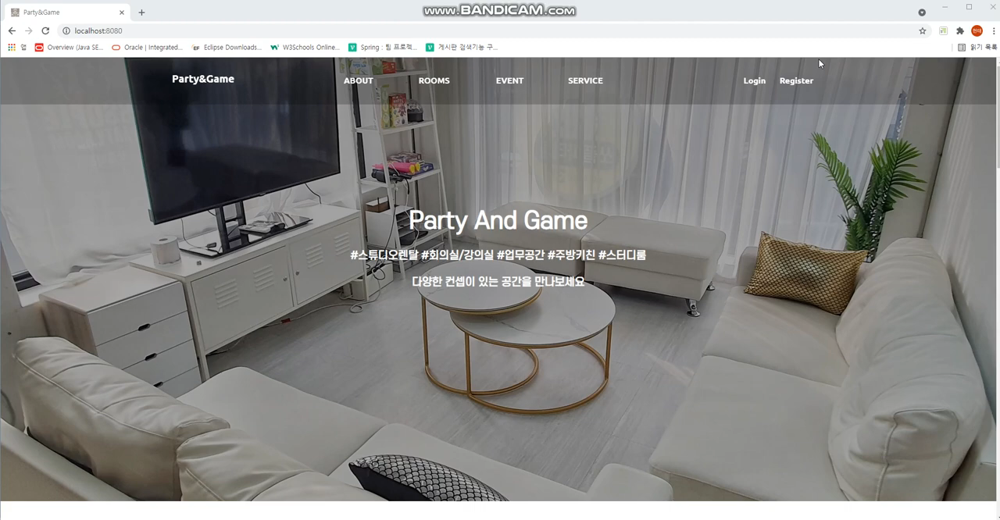 Party&Game
www.BANDICAM.com
localhost:8080
현태
앱
Overview (Java SE...
Oracle | Integrated...
Eclipse Downloads...
W3Schools Online...
Spring : 팀 프로젝...
게시판 검색기능 구...
읽기 목록
Party&Game
ABOUT
ROOMS
EVENT
SERVICE
Login
Register
Party And Game
#스튜디오렌탈 #회의실/강의실 #업무공간 #주방키친 #스터디룸
다양한 컨셉이 있는 공간을 만나보세요